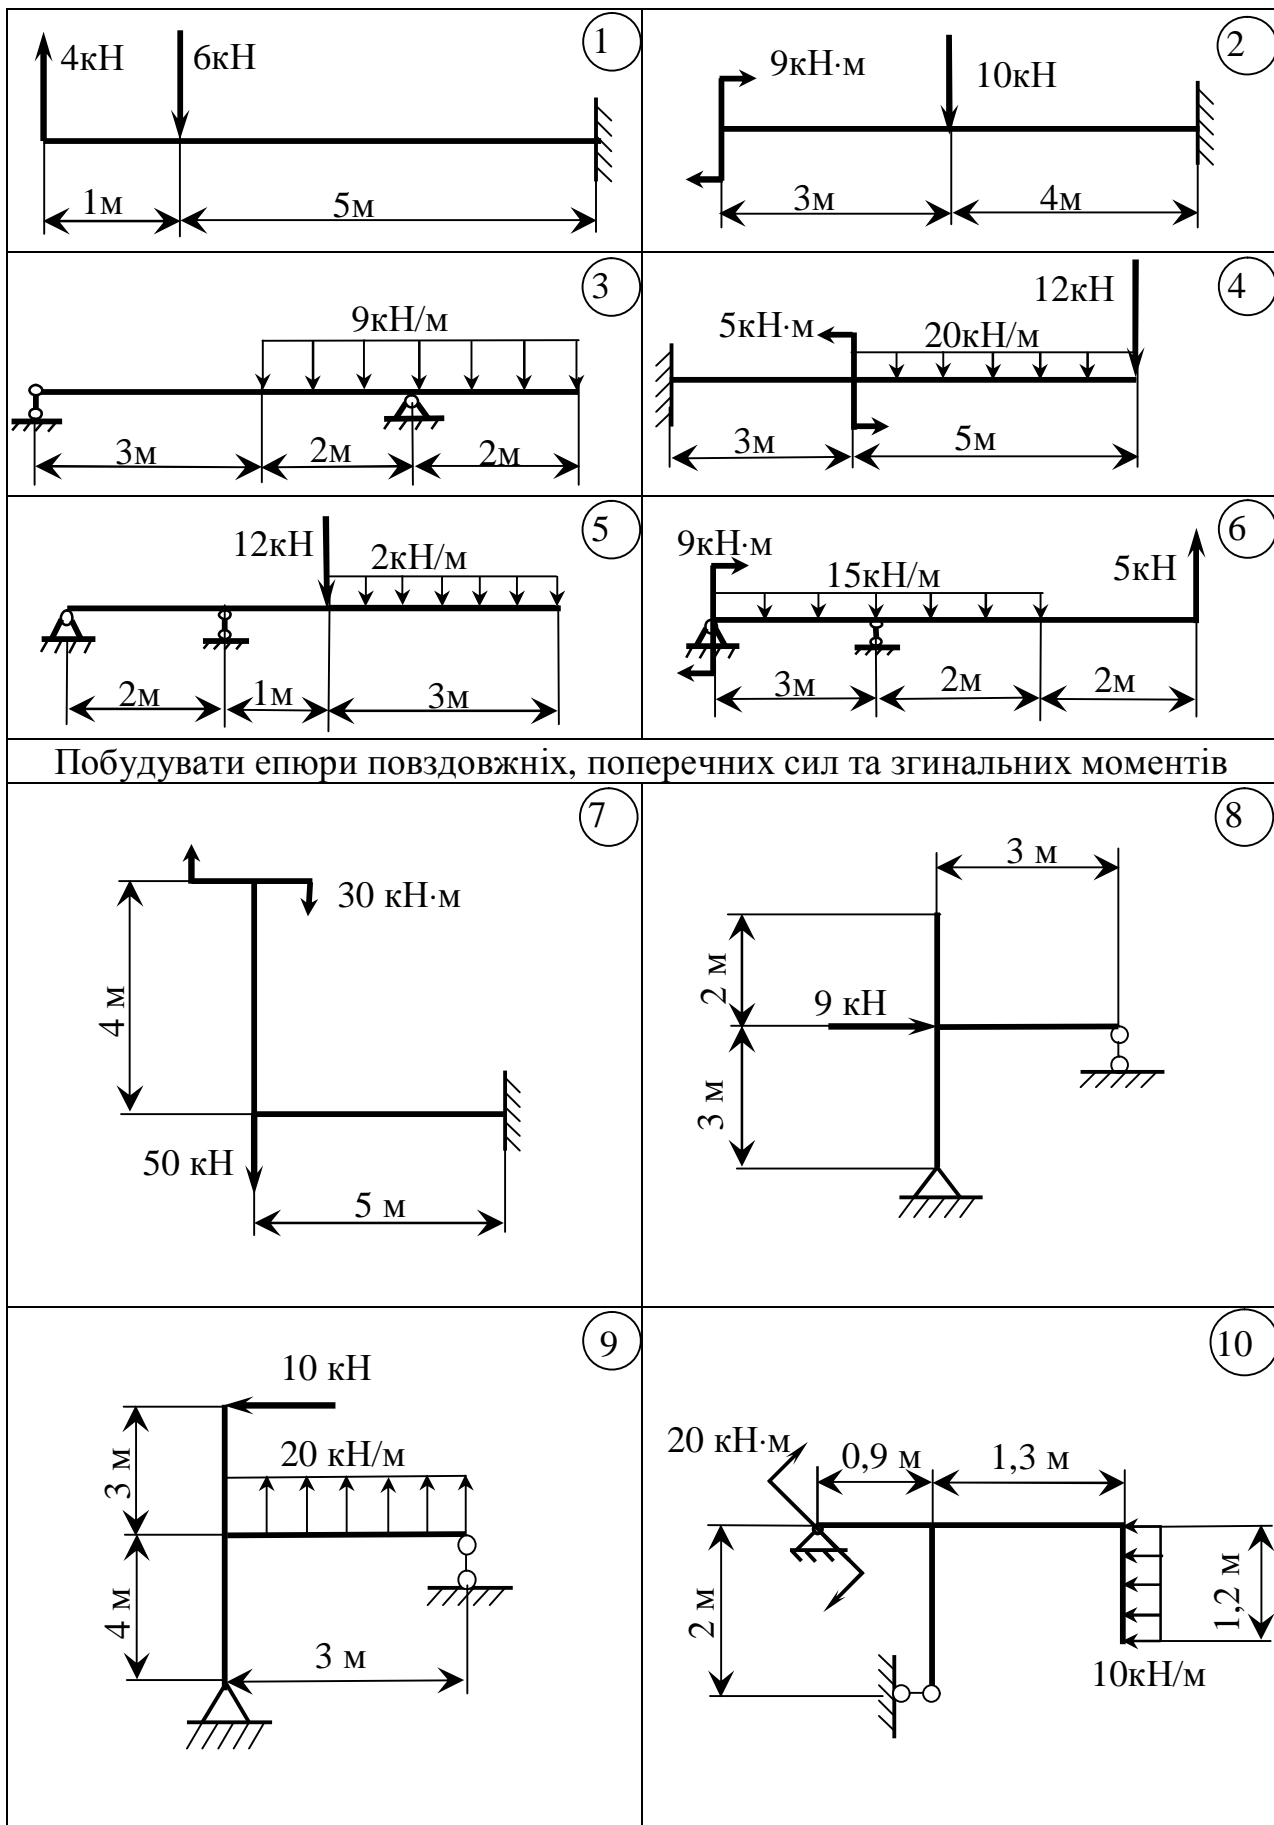 1
4кН 6кН
1м 5м
2
9кН·м 10кН
3м 4м
3
9кН/м
3м 2м 2м
4
12кН
5кН·м 20кН/м
3м 5м
5
12кН 2кН/м
2м 1м 3м
6
9кН·м 15кН/м 5кН
3м 2м 2м
Побудувати епюри повздовжніх, поперечних сил та згинальних моментів
7
30 кН·м
4 м
50 кН
5 м
8
3 м
2 м
9 кН
3 м
9
10 кН
3 м
20 кН/м
4 м
3 м
10
20 кН·м 0,9 м 1,3 м
2 м
1,2 м
10кН/м